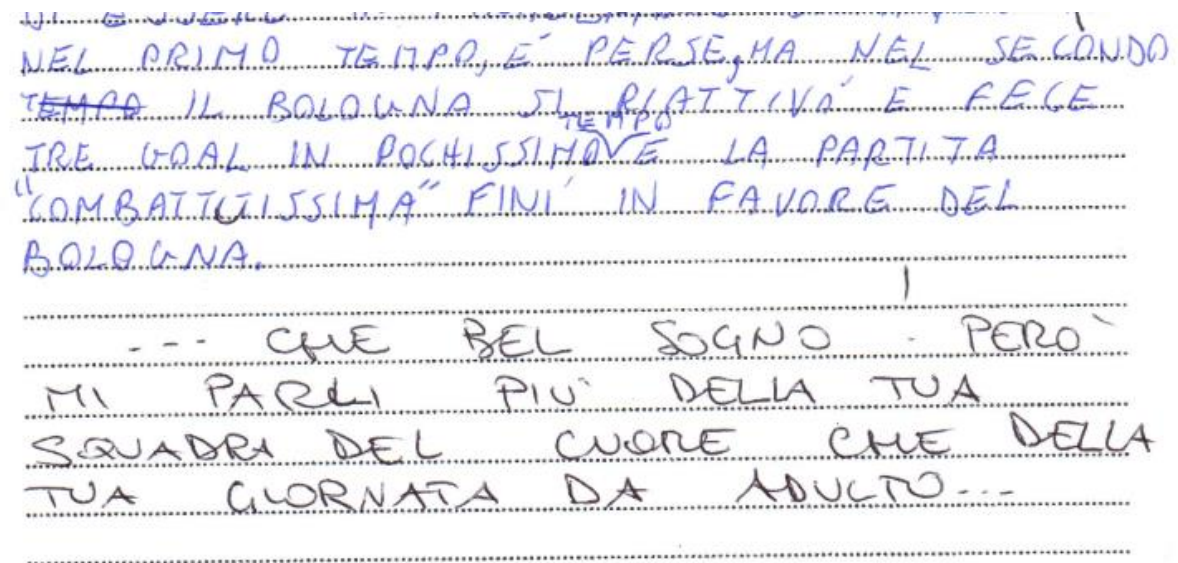 NEL PRIMO TEMPO, E´ PERSE, MA NEL SECONDO
TEMPO IL BOLOGNA SI RIATTIVÓ E FECE
TEMPO
TRE GOAL IN POCHISSIMO E LA PARTITA
"COMBATTUTISSIMA" FINI´ IN FAVORE DEL
BOLOGNA.
--- CHE BEL SOGNO. PERO`
MI PARLI PIU` DELLA TUA
SQUADRA DEL CUORE CHE DELLA
TUA GIORNATA DA ADULTO...